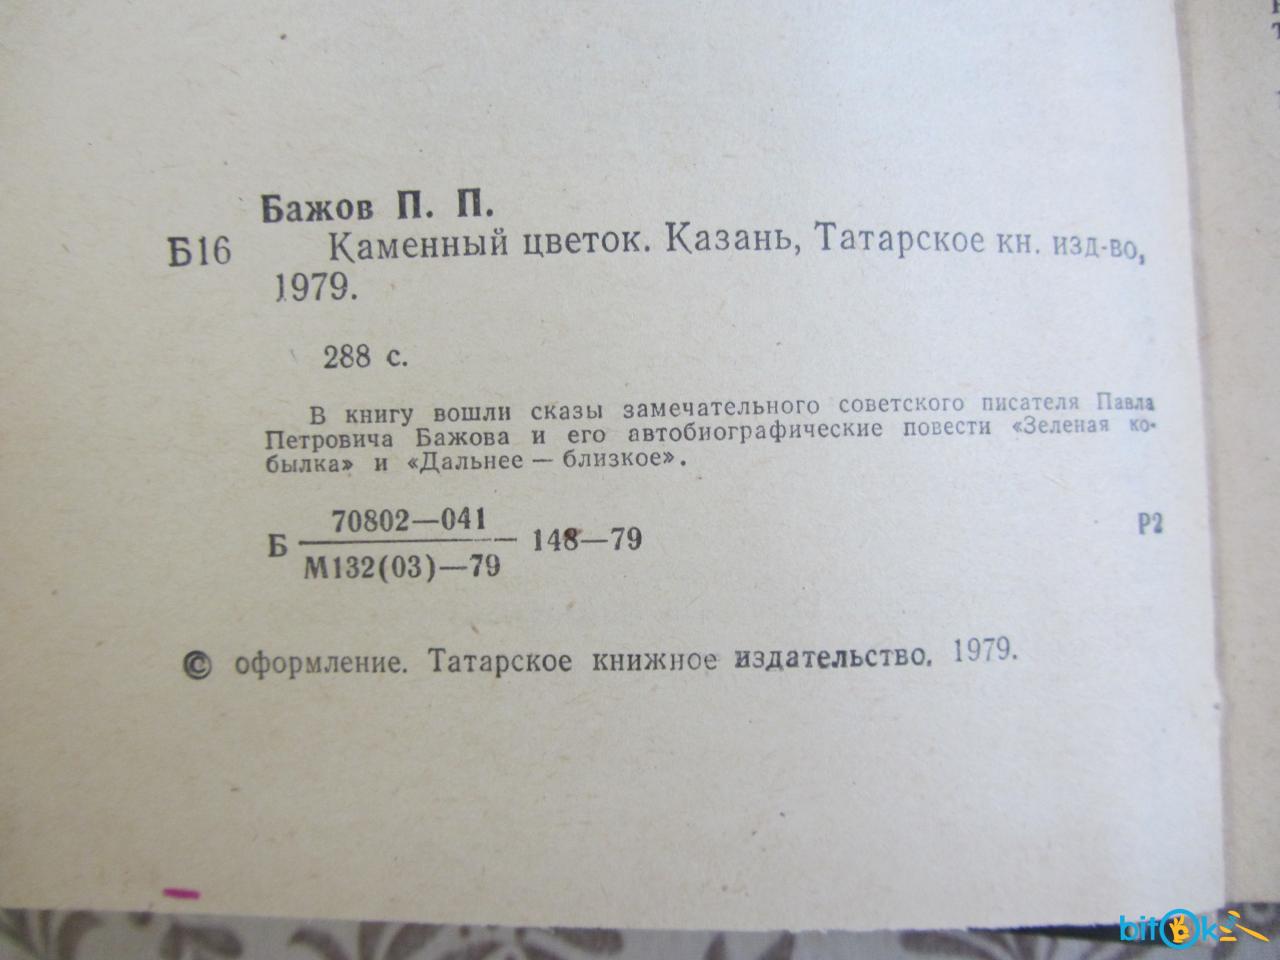 Бажов П. П.
Б16 Каменный цветок. Казань, Татарское кн. изд-во,
1979.
288 с.
В книгу вошли сказы замечательного советского писателя Павла
Петровича Бажова и его автобиографические повести «Зеленая ко-
былка» и «Дальнее — близкое».
70802—041
Б 148—79 Р2
М132(03)—79
© оформление. Татарское книжное издательство, 1979.
bitok